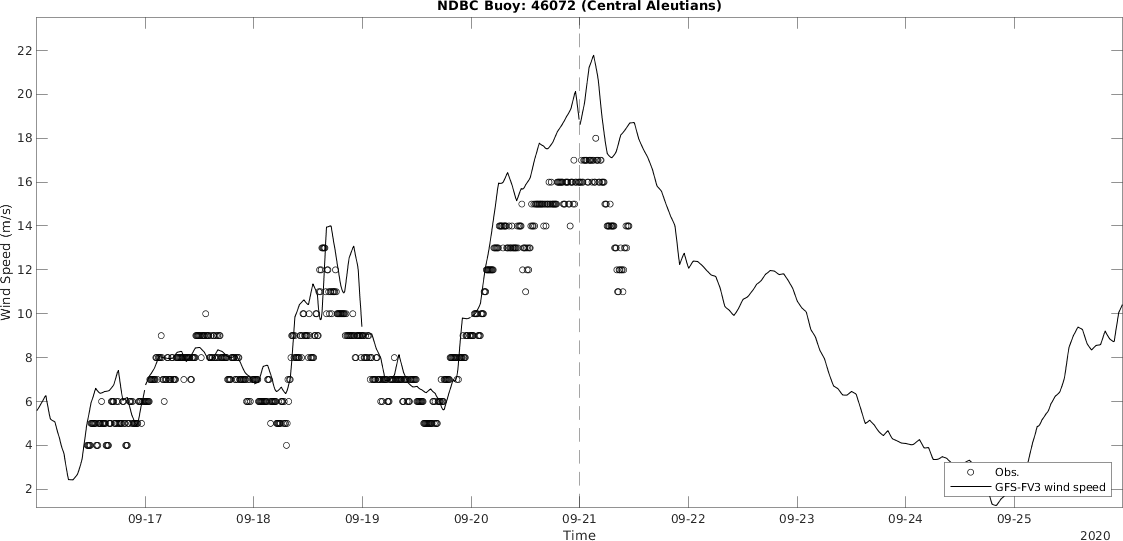 NDBC Buoy: 46072 (Central Aleutians)
22
20
18
16
14
12
10
8
6
4
2
Wind Speed (m/s)
Obs.
GFS-FV3 wind speed
09-17 09-18 09-19 09-20 09-21 09-22 09-23 09-24 09-25
Time
2020